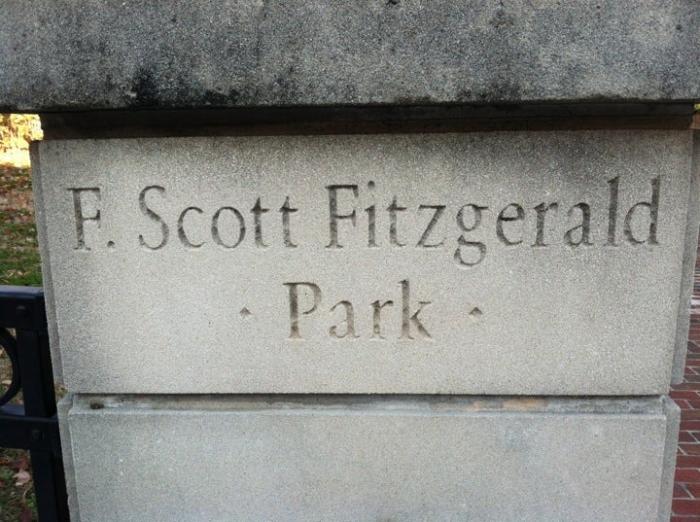 F. Scott Fitzgerald
· Park ·